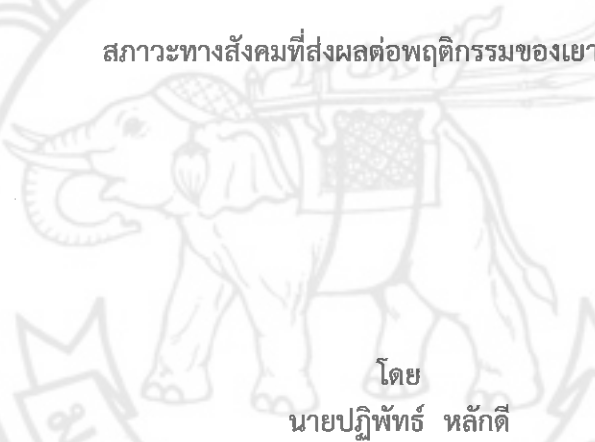 สภาวะทางสังคมที่ส่งผลต่อพฤติกรรมของเยา
โดย
นายปฏิพัทธ์ หลักดี